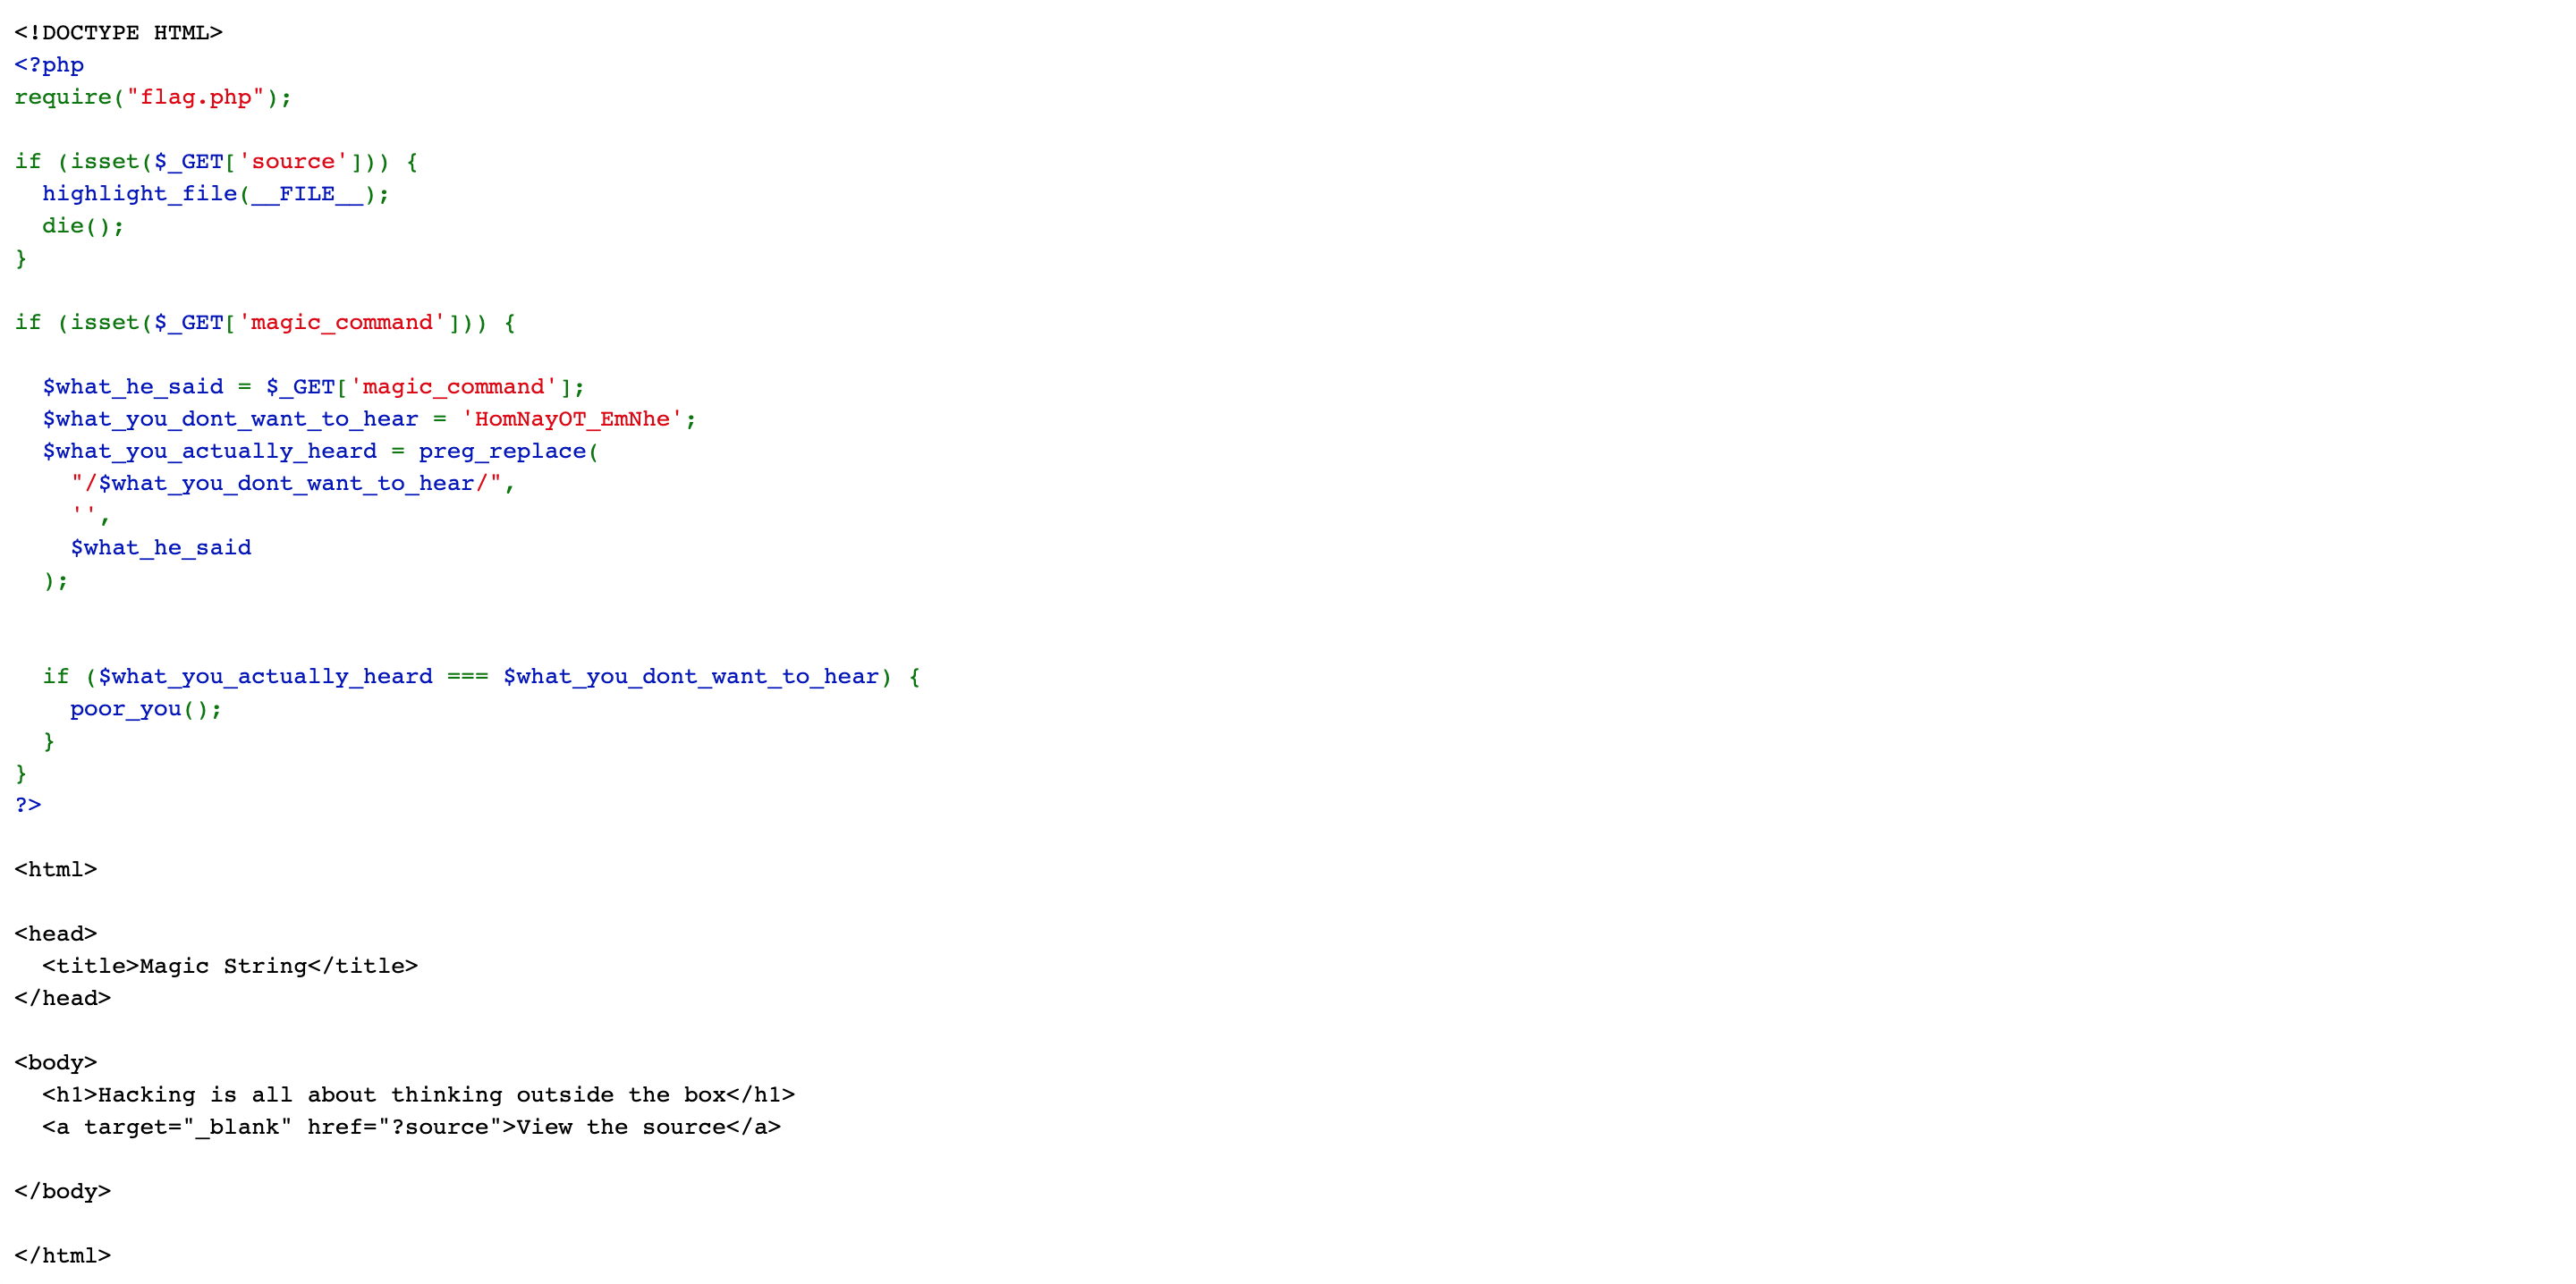 <!DOCTYPE HTML>
<?php
require("flag.php");
if (isset($_GET['source'])) {
  highlight_file(__FILE__);
  die();
}
if (isset($_GET['magic_command'])) {
  $what_he_said = $_GET['magic_command'];
  $what_you_dont_want_to_hear = 'HomNayOT_EmNhe';
  $what_you_actually_heard = preg_replace(
    "/$what_you_dont_want_to_hear/",
    '',
    $what_he_said
  );
  if ($what_you_actually_heard === $what_you_dont_want_to_hear) {
    poor_you();
  }
}
?>
<html>
<head>
  <title>Magic String</title>
</head>
<body>
  <h1>Hacking is all about thinking outside the box</h1>
  <a target="_blank" href="?source">View the source</a>
</body>
</html>